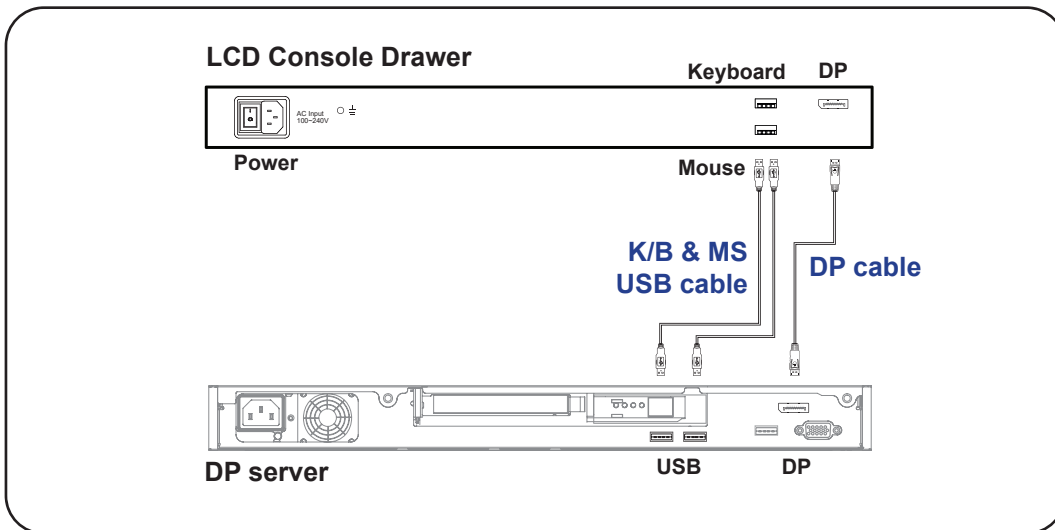 LCD Console Drawer
Keyboard
DP
AC Input
100~240V
Power
Mouse
K/B & MS
USB cable
DP cable
DP server
USB
DP